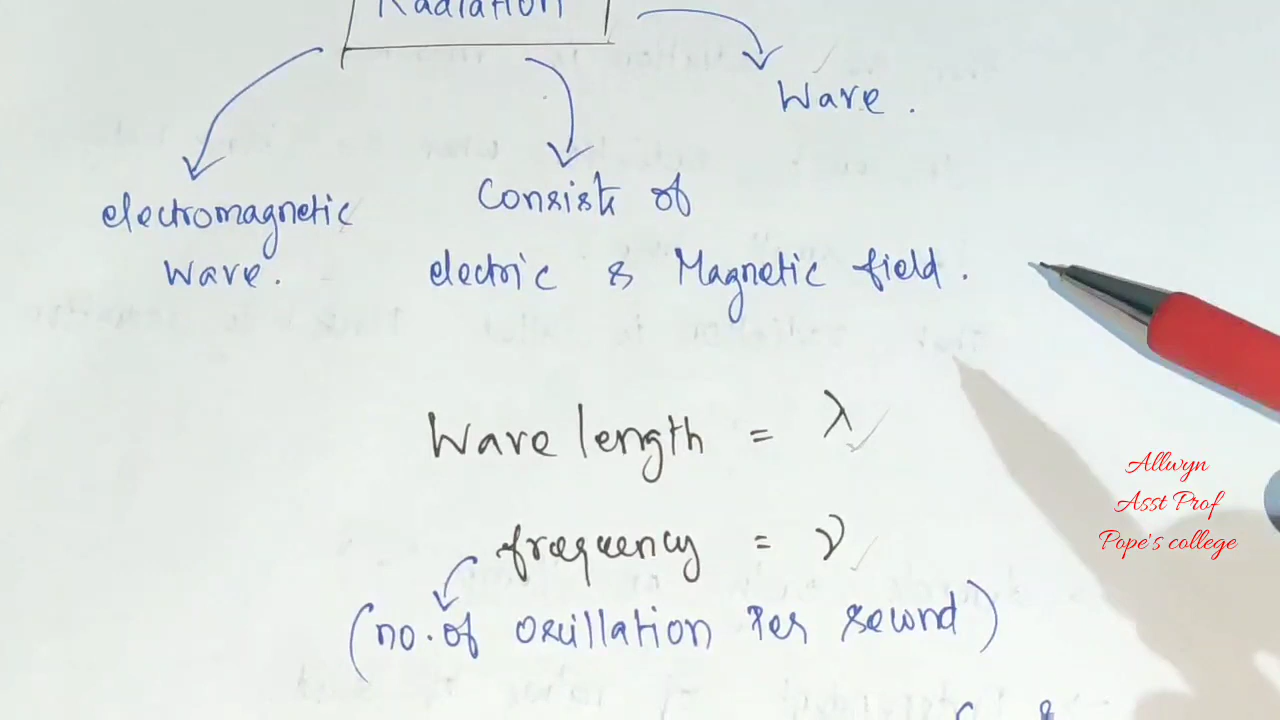 Radiation
Wave.
electromagnetic
wave.
Consists of
electric & Magnetic field.
Wave length = λ
frequency = ν
(no. of oscillation per second)
Allwyn
Asst Prof
Pope's college